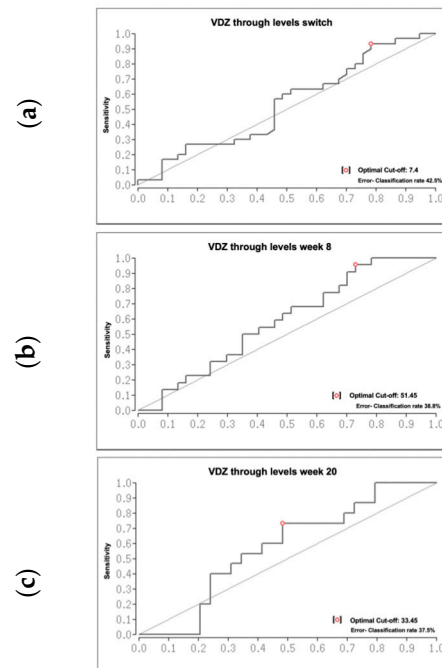 (a)
VDZ through levels switch
Sensitivity
1.0
0.9
0.8
0.7
0.6
0.5
0.4
0.3
0.2
0.1
0.0
0.0 0.1 0.2 0.3 0.4 0.5 0.6 0.7 0.8 0.9 1.0
Optimal Cut-off: 7.4
Error- Classification rate 42.5%
(b)
VDZ through levels week 8
Sensitivity
1.0
0.9
0.8
0.7
0.6
0.5
0.4
0.3
0.2
0.1
0.0
0.0 0.1 0.2 0.3 0.4 0.5 0.6 0.7 0.8 0.9 1.0
Optimal Cut-off: 51.45
Error- Classification rate 38.8%
(c)
VDZ through levels week 20
Sensitivity
1.0
0.9
0.8
0.7
0.6
0.5
0.4
0.3
0.2
0.1
0.0
0.0 0.1 0.2 0.3 0.4 0.5 0.6 0.7 0.8 0.9 1.0
Optimal Cut-off: 33.45
Error- Classification rate 37.5%